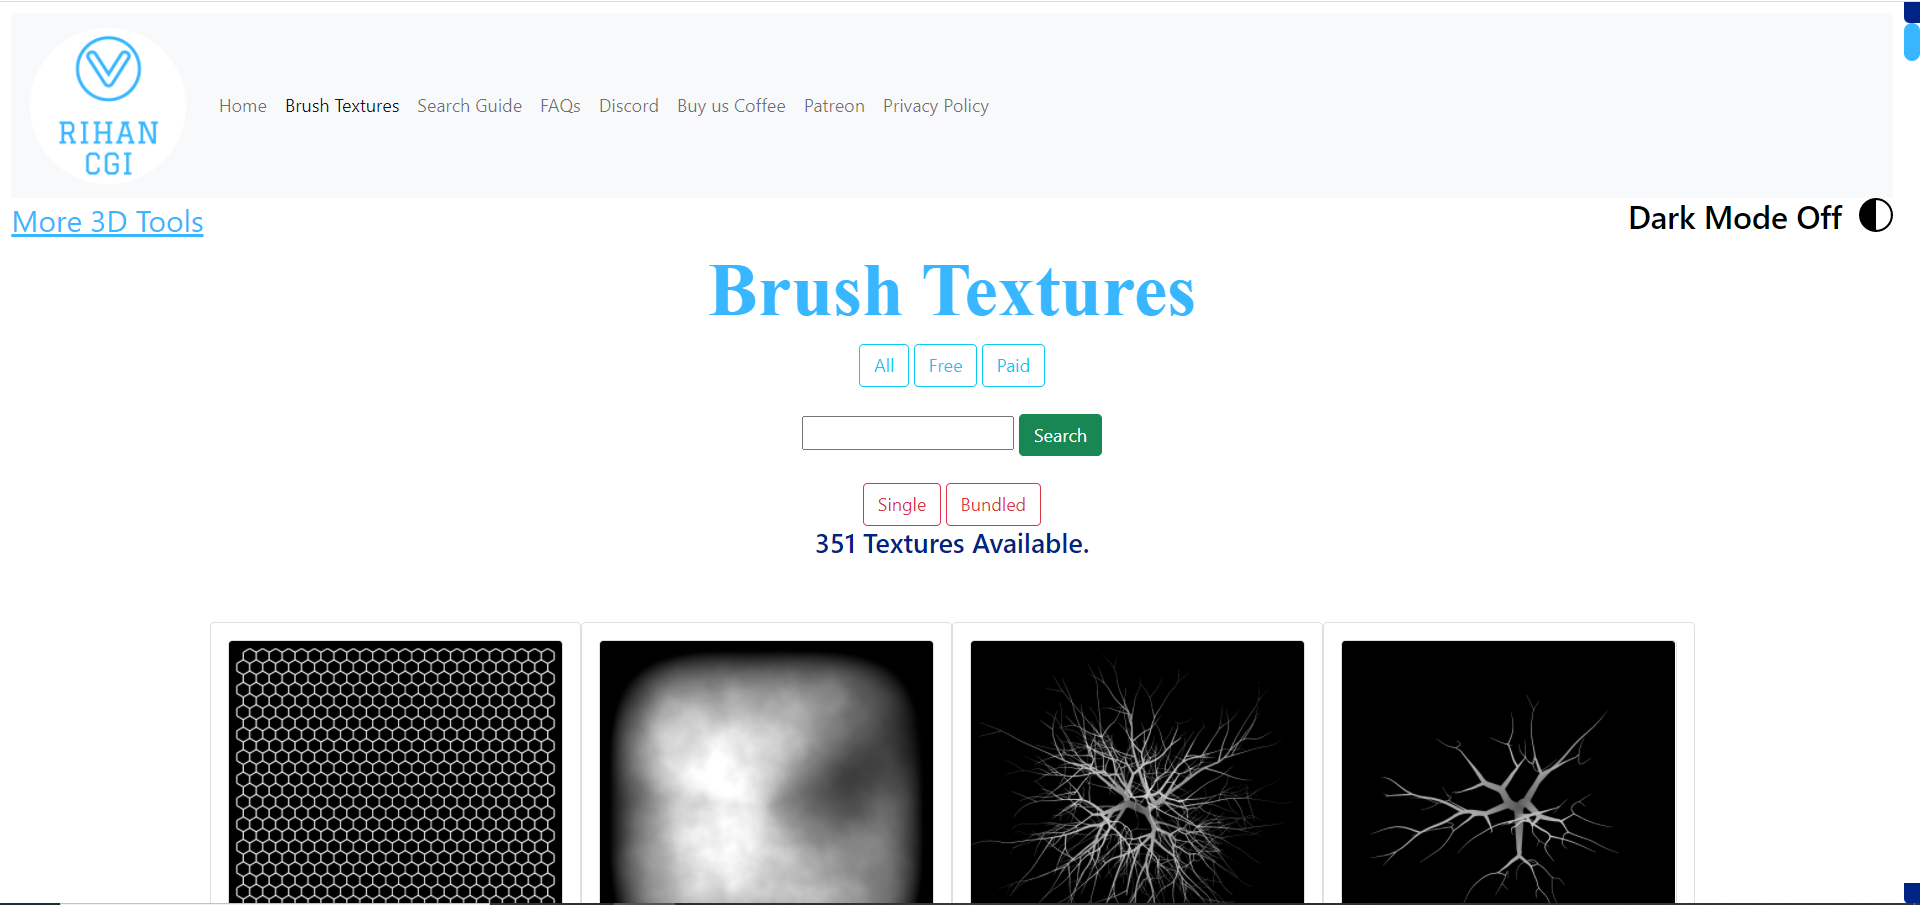 RIHAN
CGI
Home Brush Textures Search Guide FAQs Discord Buy us Coffee Patreon Privacy Policy
More 3D Tools
Dark Mode Off
Brush Textures
All Free Paid
Search
Single Bundled
351 Textures Available.